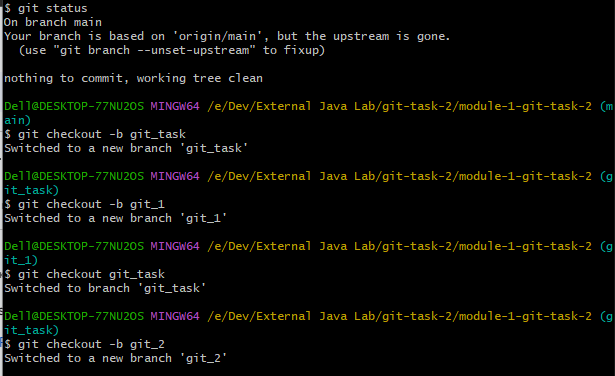 $ git status
On branch main
Your branch is based on 'origin/main', but the upstream is gone.
  (use "git branch --unset-upstream" to fixup)
nothing to commit, working tree clean
Dell@DESKTOP-77NU2OS MINGW64 /e/Dev/External Java Lab/git-task-2/module-1-git-task-2 (m
ain)
$ git checkout -b git_task
Switched to a new branch 'git_task'
Dell@DESKTOP-77NU2OS MINGW64 /e/Dev/External Java Lab/git-task-2/module-1-git-task-2 (g
it_task)
$ git checkout -b git_1
Switched to a new branch 'git_1'
Dell@DESKTOP-77NU2OS MINGW64 /e/Dev/External Java Lab/git-task-2/module-1-git-task-2 (g
it_1)
$ git checkout git_task
Switched to branch 'git_task'
Dell@DESKTOP-77NU2OS MINGW64 /e/Dev/External Java Lab/git-task-2/module-1-git-task-2 (g
it_task)
$ git checkout -b git_2
Switched to a new branch 'git_2'